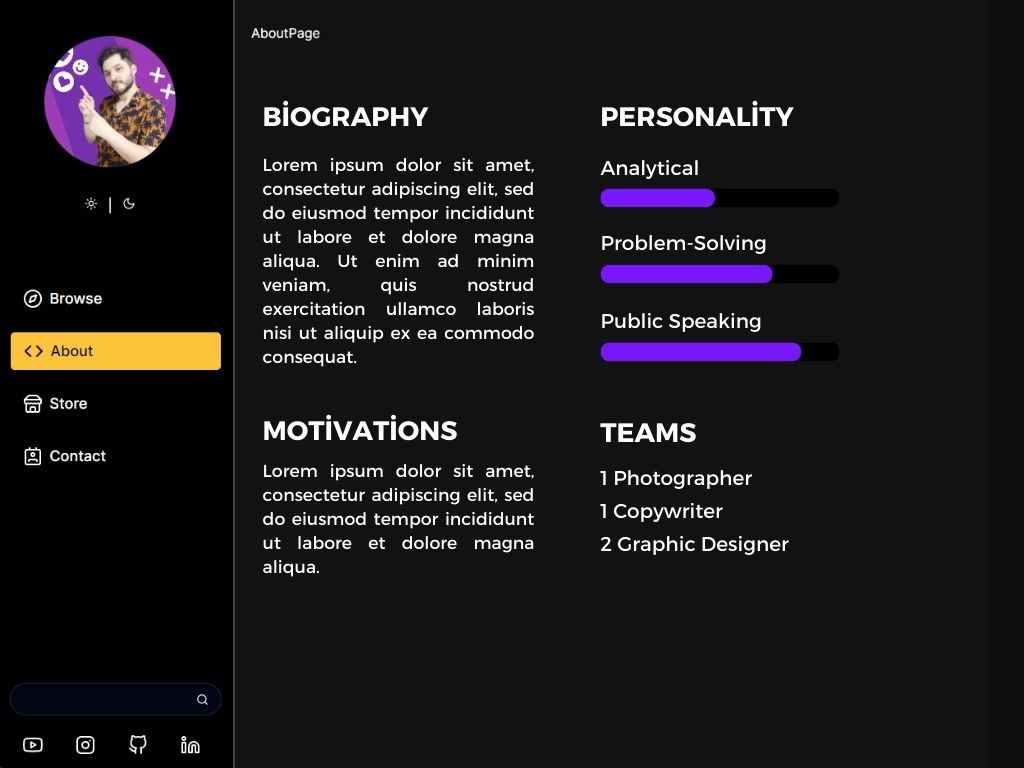 AboutPage
Browse
About
Store
Contact
BİOGRAPHY
Lorem ipsum dolor sit amet,
consectetur adipiscing elit, sed
do eiusmod tempor incididunt
ut labore et dolore magna
aliqua. Ut enim ad minim
veniam, quis nostrud
exercitation ullamco laboris
nisi ut aliquip ex ea commodo
consequat.
MOTİVATİONS
Lorem ipsum dolor sit amet,
consectetur adipiscing elit, sed
do eiusmod tempor incididunt
ut labore et dolore magna
aliqua.
PERSONALİTY
Analytical
Problem-Solving
Public Speaking
TEAMS
1 Photographer
1 Copywriter
2 Graphic Designer